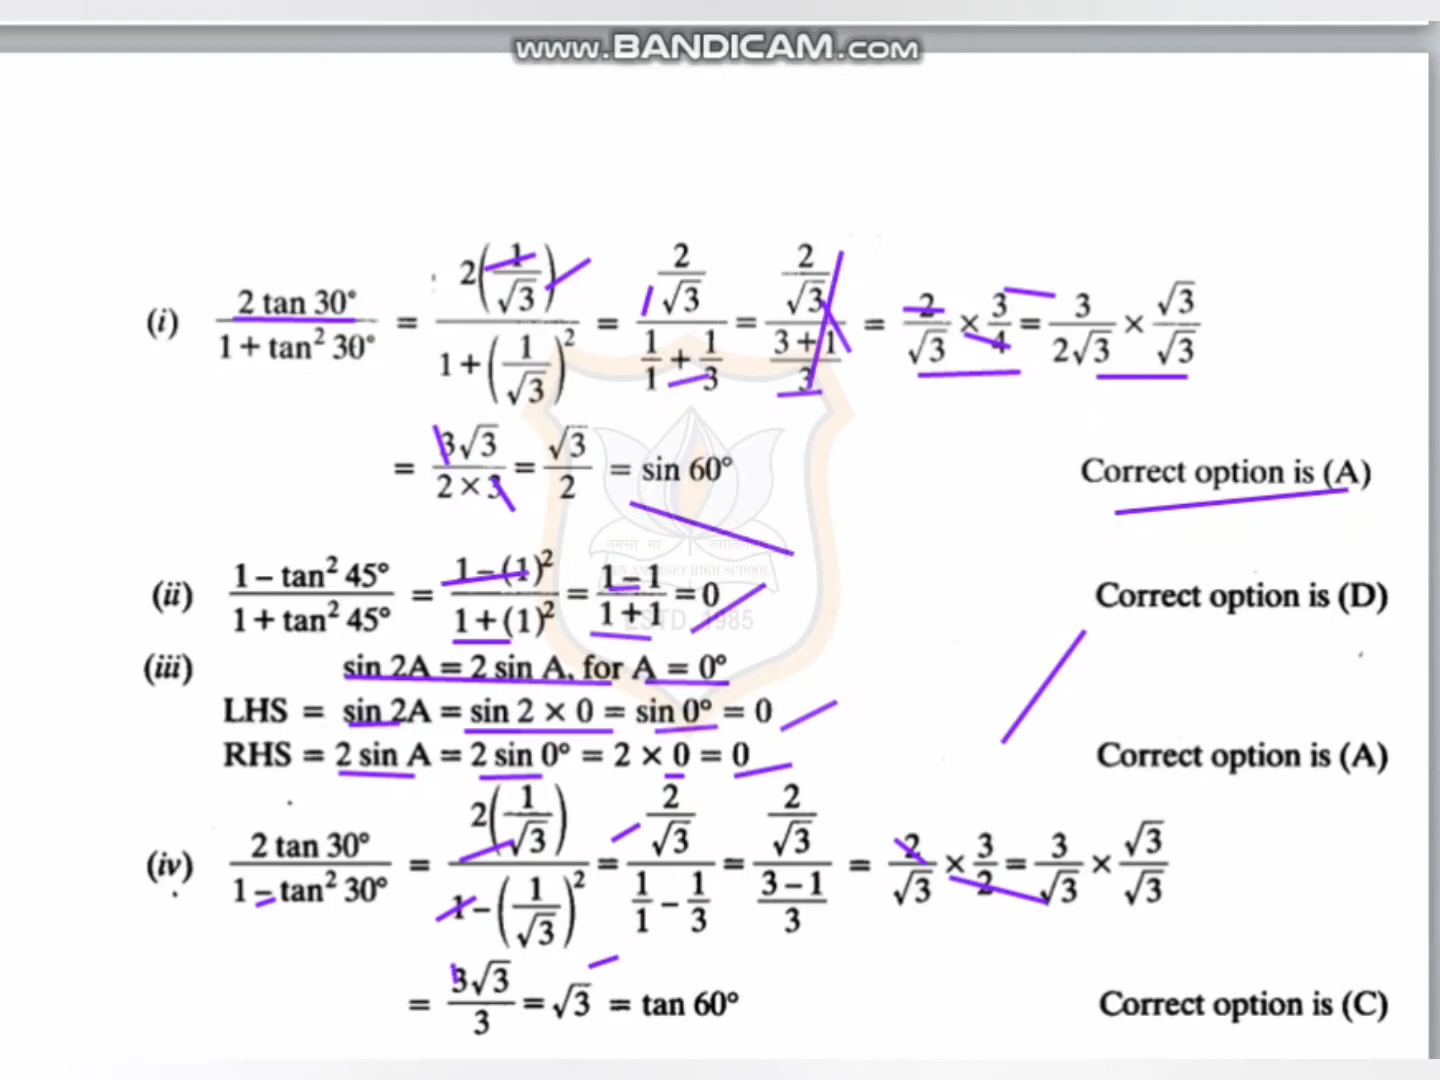 www.BANDICAM.com
(i) 2 tan 30° / 1 + tan² 30° = 2(1/√3) / 1 + (1/√3)² = 2/√3 / 1/1 + 1/3 = 2/√3 / 3 + 1/3 = 2/√3 × 3/4 = 3/2√3 × √3/√3
= 3√3 / 2 × 3 = √3/2 = sin 60° Correct option is (A)
तमसो मा
HIGH SCHOOL
(ii) 1 – tan² 45° / 1 + tan² 45° = 1 – (1)² / 1 + (1)² = 1 – 1 / 1 + 1 = 0 Correct option is (D)
ESTD. 1985
(iii) sin 2A = 2 sin A, for A = 0°
LHS = sin 2A = sin 2 × 0 = sin 0° = 0
RHS = 2 sin A = 2 sin 0° = 2 × 0 = 0 Correct option is (A)
(iv) 2 tan 30° / 1 – tan² 30° = 2(1/√3) / 1 – (1/√3)² = 2/√3 / 1/1 – 1/3 = 2/√3 / 3 – 1/3 = 2/√3 × 3/2 = 3/√3 × √3/√3
= 3√3/3 = √3 = tan 60° Correct option is (C)